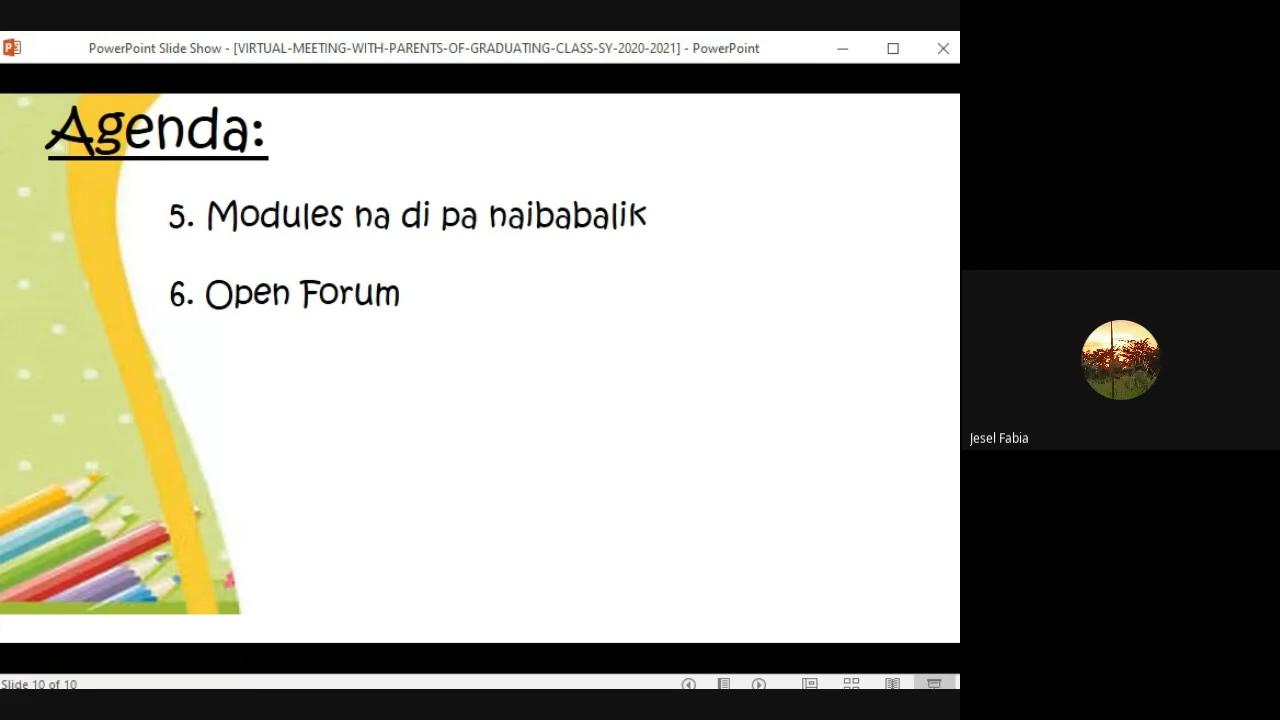 PowerPoint Slide Show - [VIRTUAL-MEETING-WITH-PARENTS-OF-GRADUATING-CLASS-SY-2020-2021] - PowerPoint
Agenda:
5. Modules na di pa naibabalik
6. Open Forum
Jesel Fabia
Slide 10 of 10